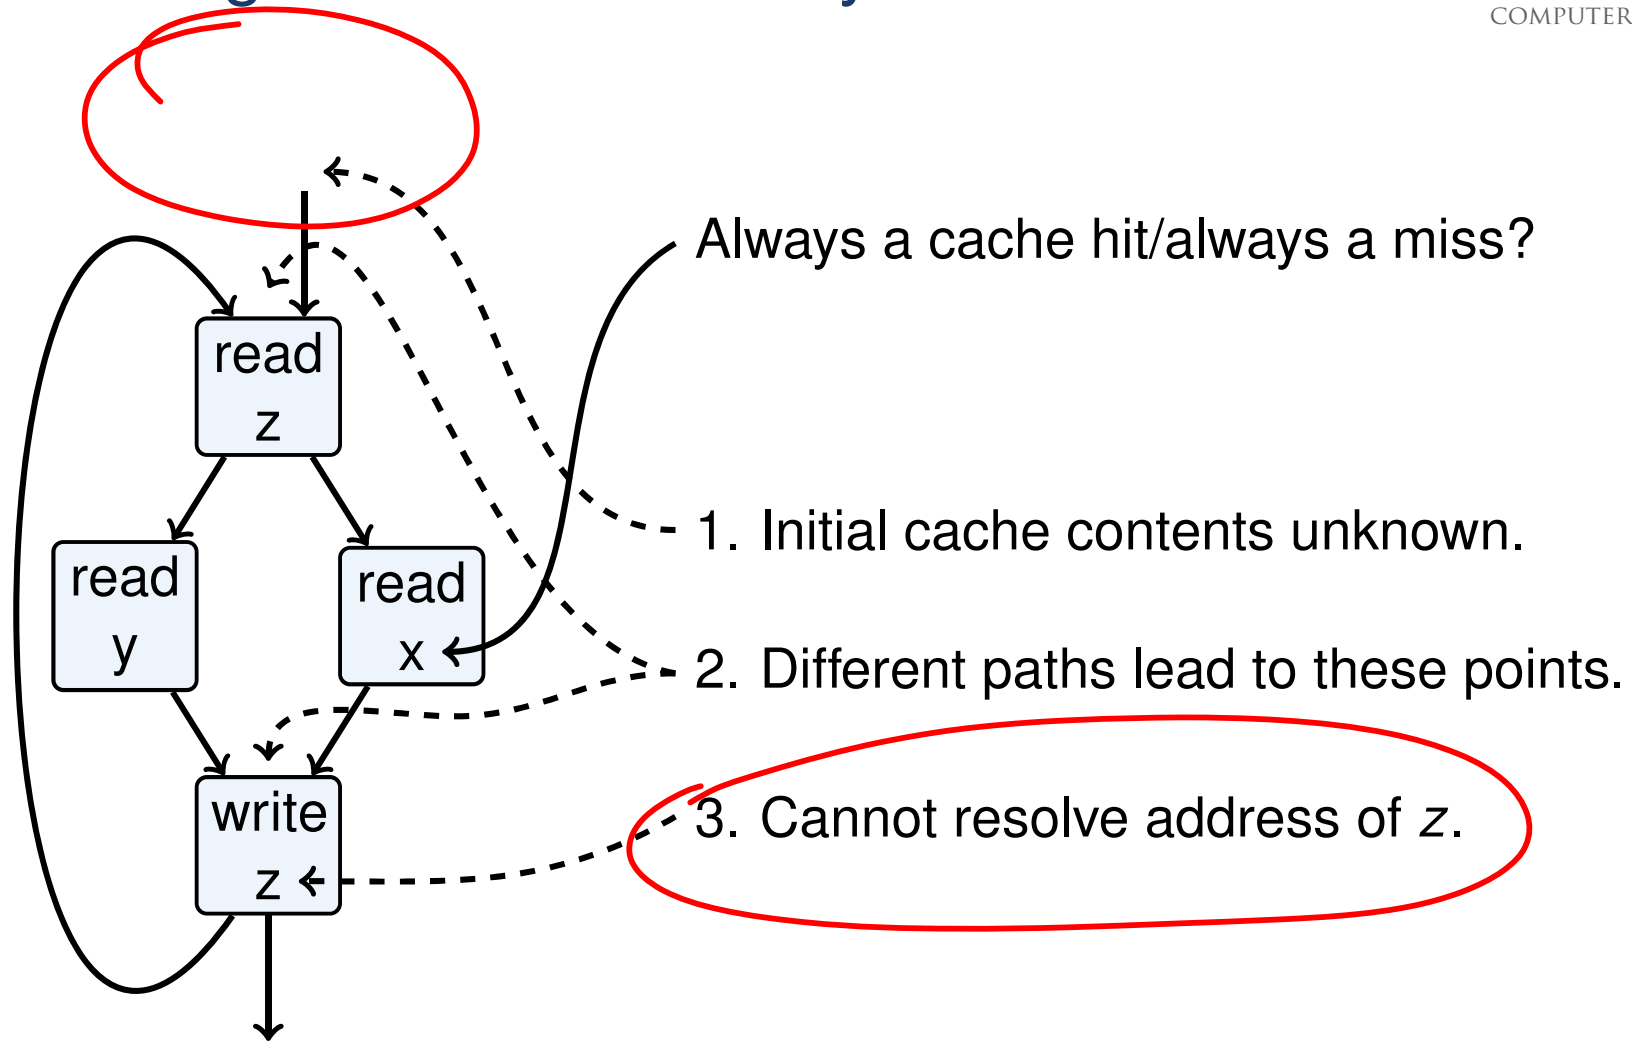 COMPUTER
Always a cache hit/always a miss?
read
z
read
y
read
x
1. Initial cache contents unknown.
2. Different paths lead to these points.
write
z
3. Cannot resolve address of z.